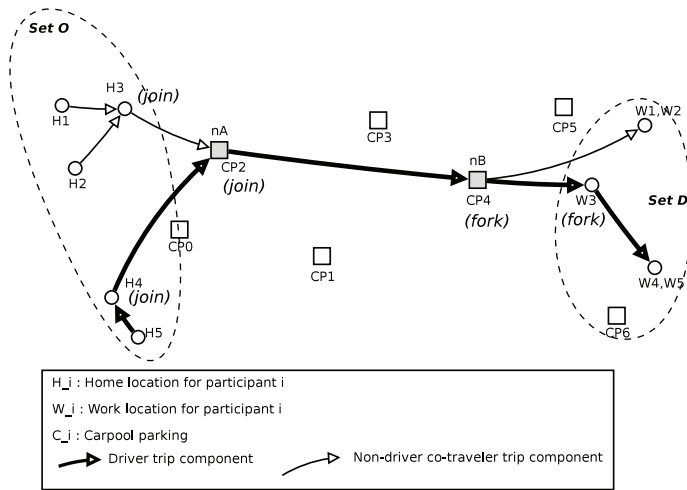 Set O
H3
(join)
H1
H2
nA
CP2
(join)
CP3
CP5
W1,W2
nB
CP4
(fork)
W3
(fork)
Set D
CP0
CP1
H4
(join)
H5
W4,W5
CP6
H_i : Home location for participant i
W_i : Work location for participant i
C_i : Carpool parking
Driver trip component
Non-driver co-traveler trip component